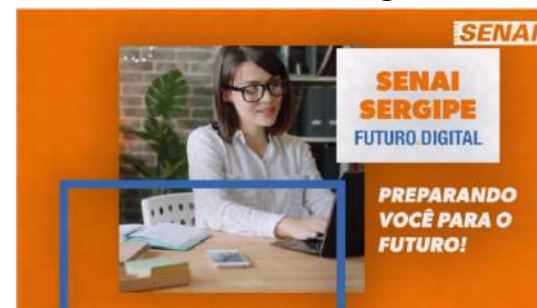 SENAI
SENAI
SERGIPE
FUTURO DIGITAL
PREPARANDO
VOCÊ PARA O
FUTURO!